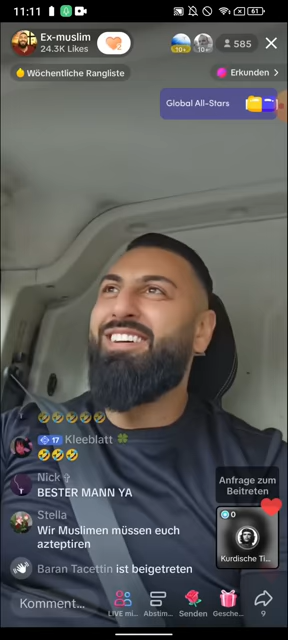 11:11
61
Ex-muslim
24.3K Likes
10+
10+
585
Wöchentliche Rangliste
Erkunden >
Global All-Stars
17 Kleeblatt
Nick
BESTER MANN YA
Stella
Wir Muslimen müssen euch
azteptiren
Baran Tacettin ist beigetreten
Anfrage zum
Beitreten
0
Kurdische Ti...
Komment...
LIVE mi...
Abstim...
Senden
Gesche...
9